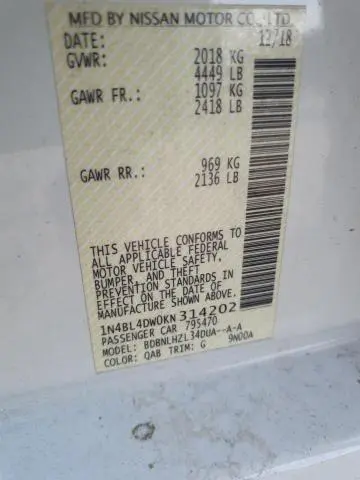 MFD BY NISSAN MOTOR CO., LTD.
DATE: 12/18
GVWR: 2018 KG
4449 LB
GAWR FR.: 1097 KG
2418 LB
GAWR RR.: 969 KG
2136 LB
THIS VEHICLE CONFORMS TO
ALL APPLICABLE FEDERAL
MOTOR VEHICLE SAFETY,
BUMPER, AND THEFT
PREVENTION STANDARDS IN
EFFECT ON THE DATE OF
MANUFACTURE SHOWN ABOVE.
1N4BL4DW0KN314202
PASSENGER CAR 795470
MODEL: BDBNLHZL34DUA--A-A
COLOR: QAB TRIM: G 9N00A